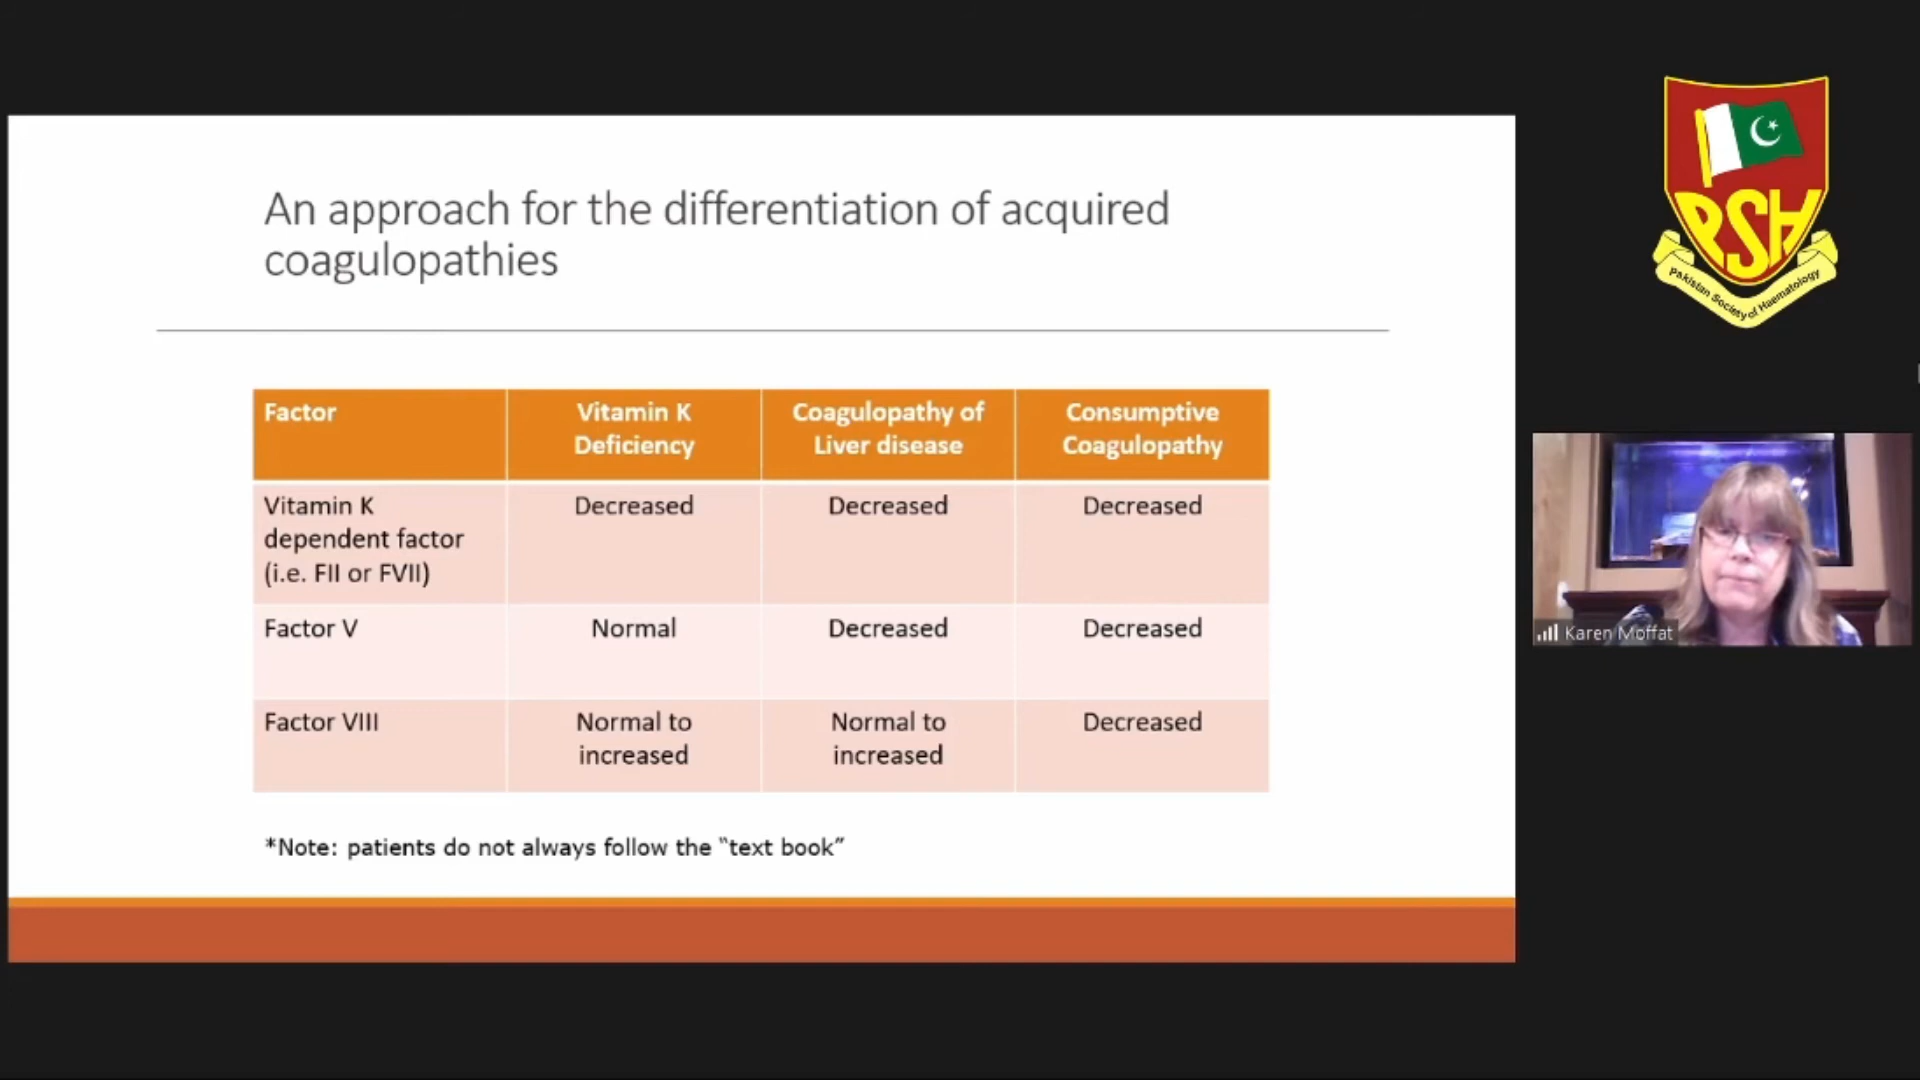 An approach for the differentiation of acquired
coagulopathies
Factor
Vitamin K
Deficiency
Coagulopathy of
Liver disease
Consumptive
Coagulopathy
Vitamin K
dependent factor
(i.e. FII or FVII)
Decreased
Decreased
Decreased
Factor V
Normal
Decreased
Decreased
Factor VIII
Normal to
increased
Normal to
increased
Decreased
*Note: patients do not always follow the “text book”
PSH
Pakistan Society of Haematology
Karen Moffat